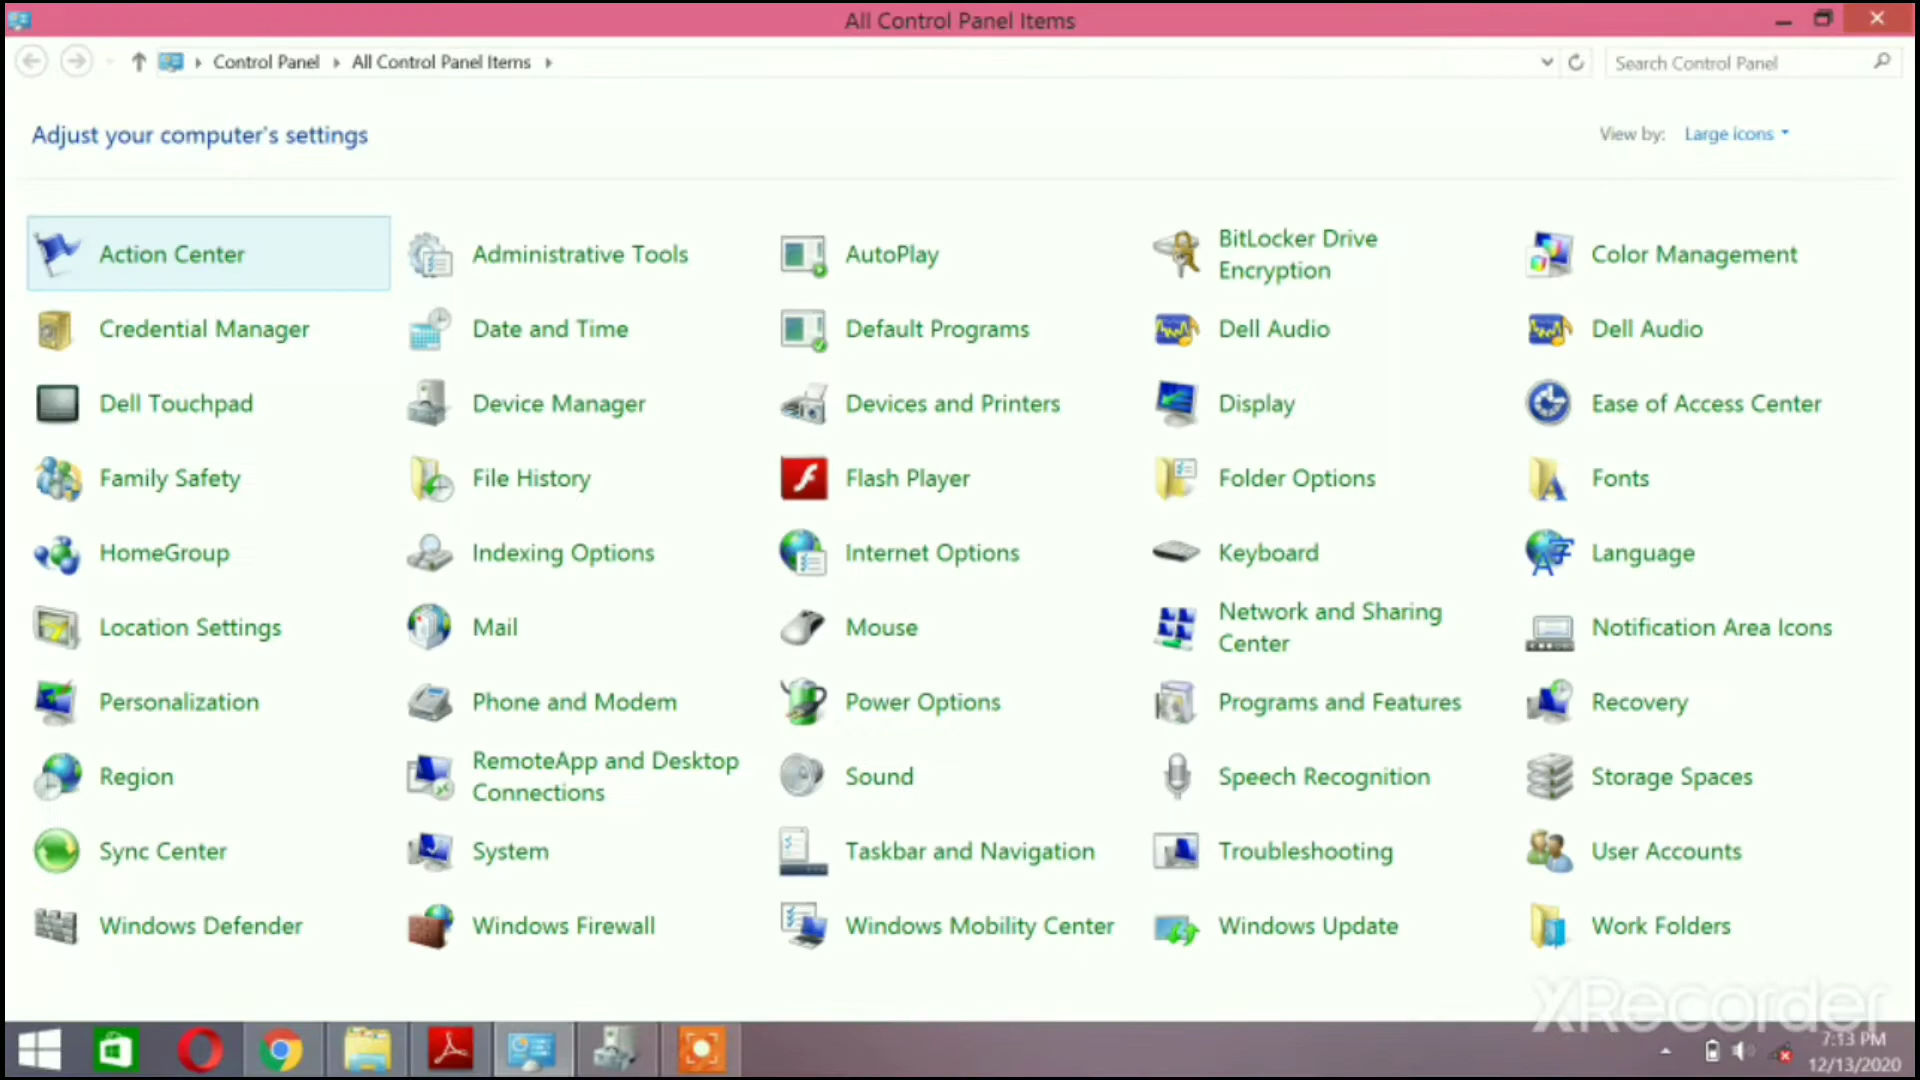 All Control Panel Items
Control Panel All Control Panel Items
Search Control Panel
Adjust your computer's settings
View by: Large icons
Action Center
Administrative Tools
AutoPlay
BitLocker Drive
Encryption
Color Management
Credential Manager
Date and Time
Default Programs
Dell Audio
Dell Audio
Dell Touchpad
Device Manager
Devices and Printers
Display
Ease of Access Center
Family Safety
File History
Flash Player
Folder Options
Fonts
HomeGroup
Indexing Options
Internet Options
Keyboard
Language
Location Settings
Mail
Mouse
Network and Sharing
Center
Notification Area Icons
Personalization
Phone and Modem
Power Options
Programs and Features
Recovery
Region
RemoteApp and Desktop
Connections
Sound
Speech Recognition
Storage Spaces
Sync Center
System
Taskbar and Navigation
Troubleshooting
User Accounts
Windows Defender
Windows Firewall
Windows Mobility Center
Windows Update
Work Folders
XRecorder
7:13 PM
12/13/2020